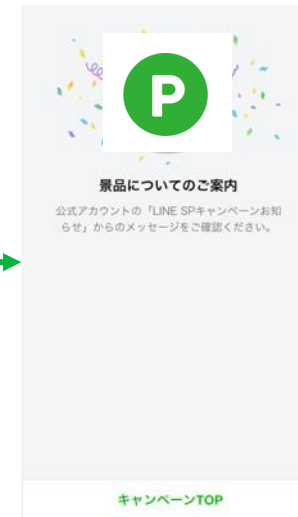 P
景品についてのご案内
公式アカウントの「LINE SPキャンペーンお知
らせ」からのメッセージをご確認ください。
キャンペーンTOP